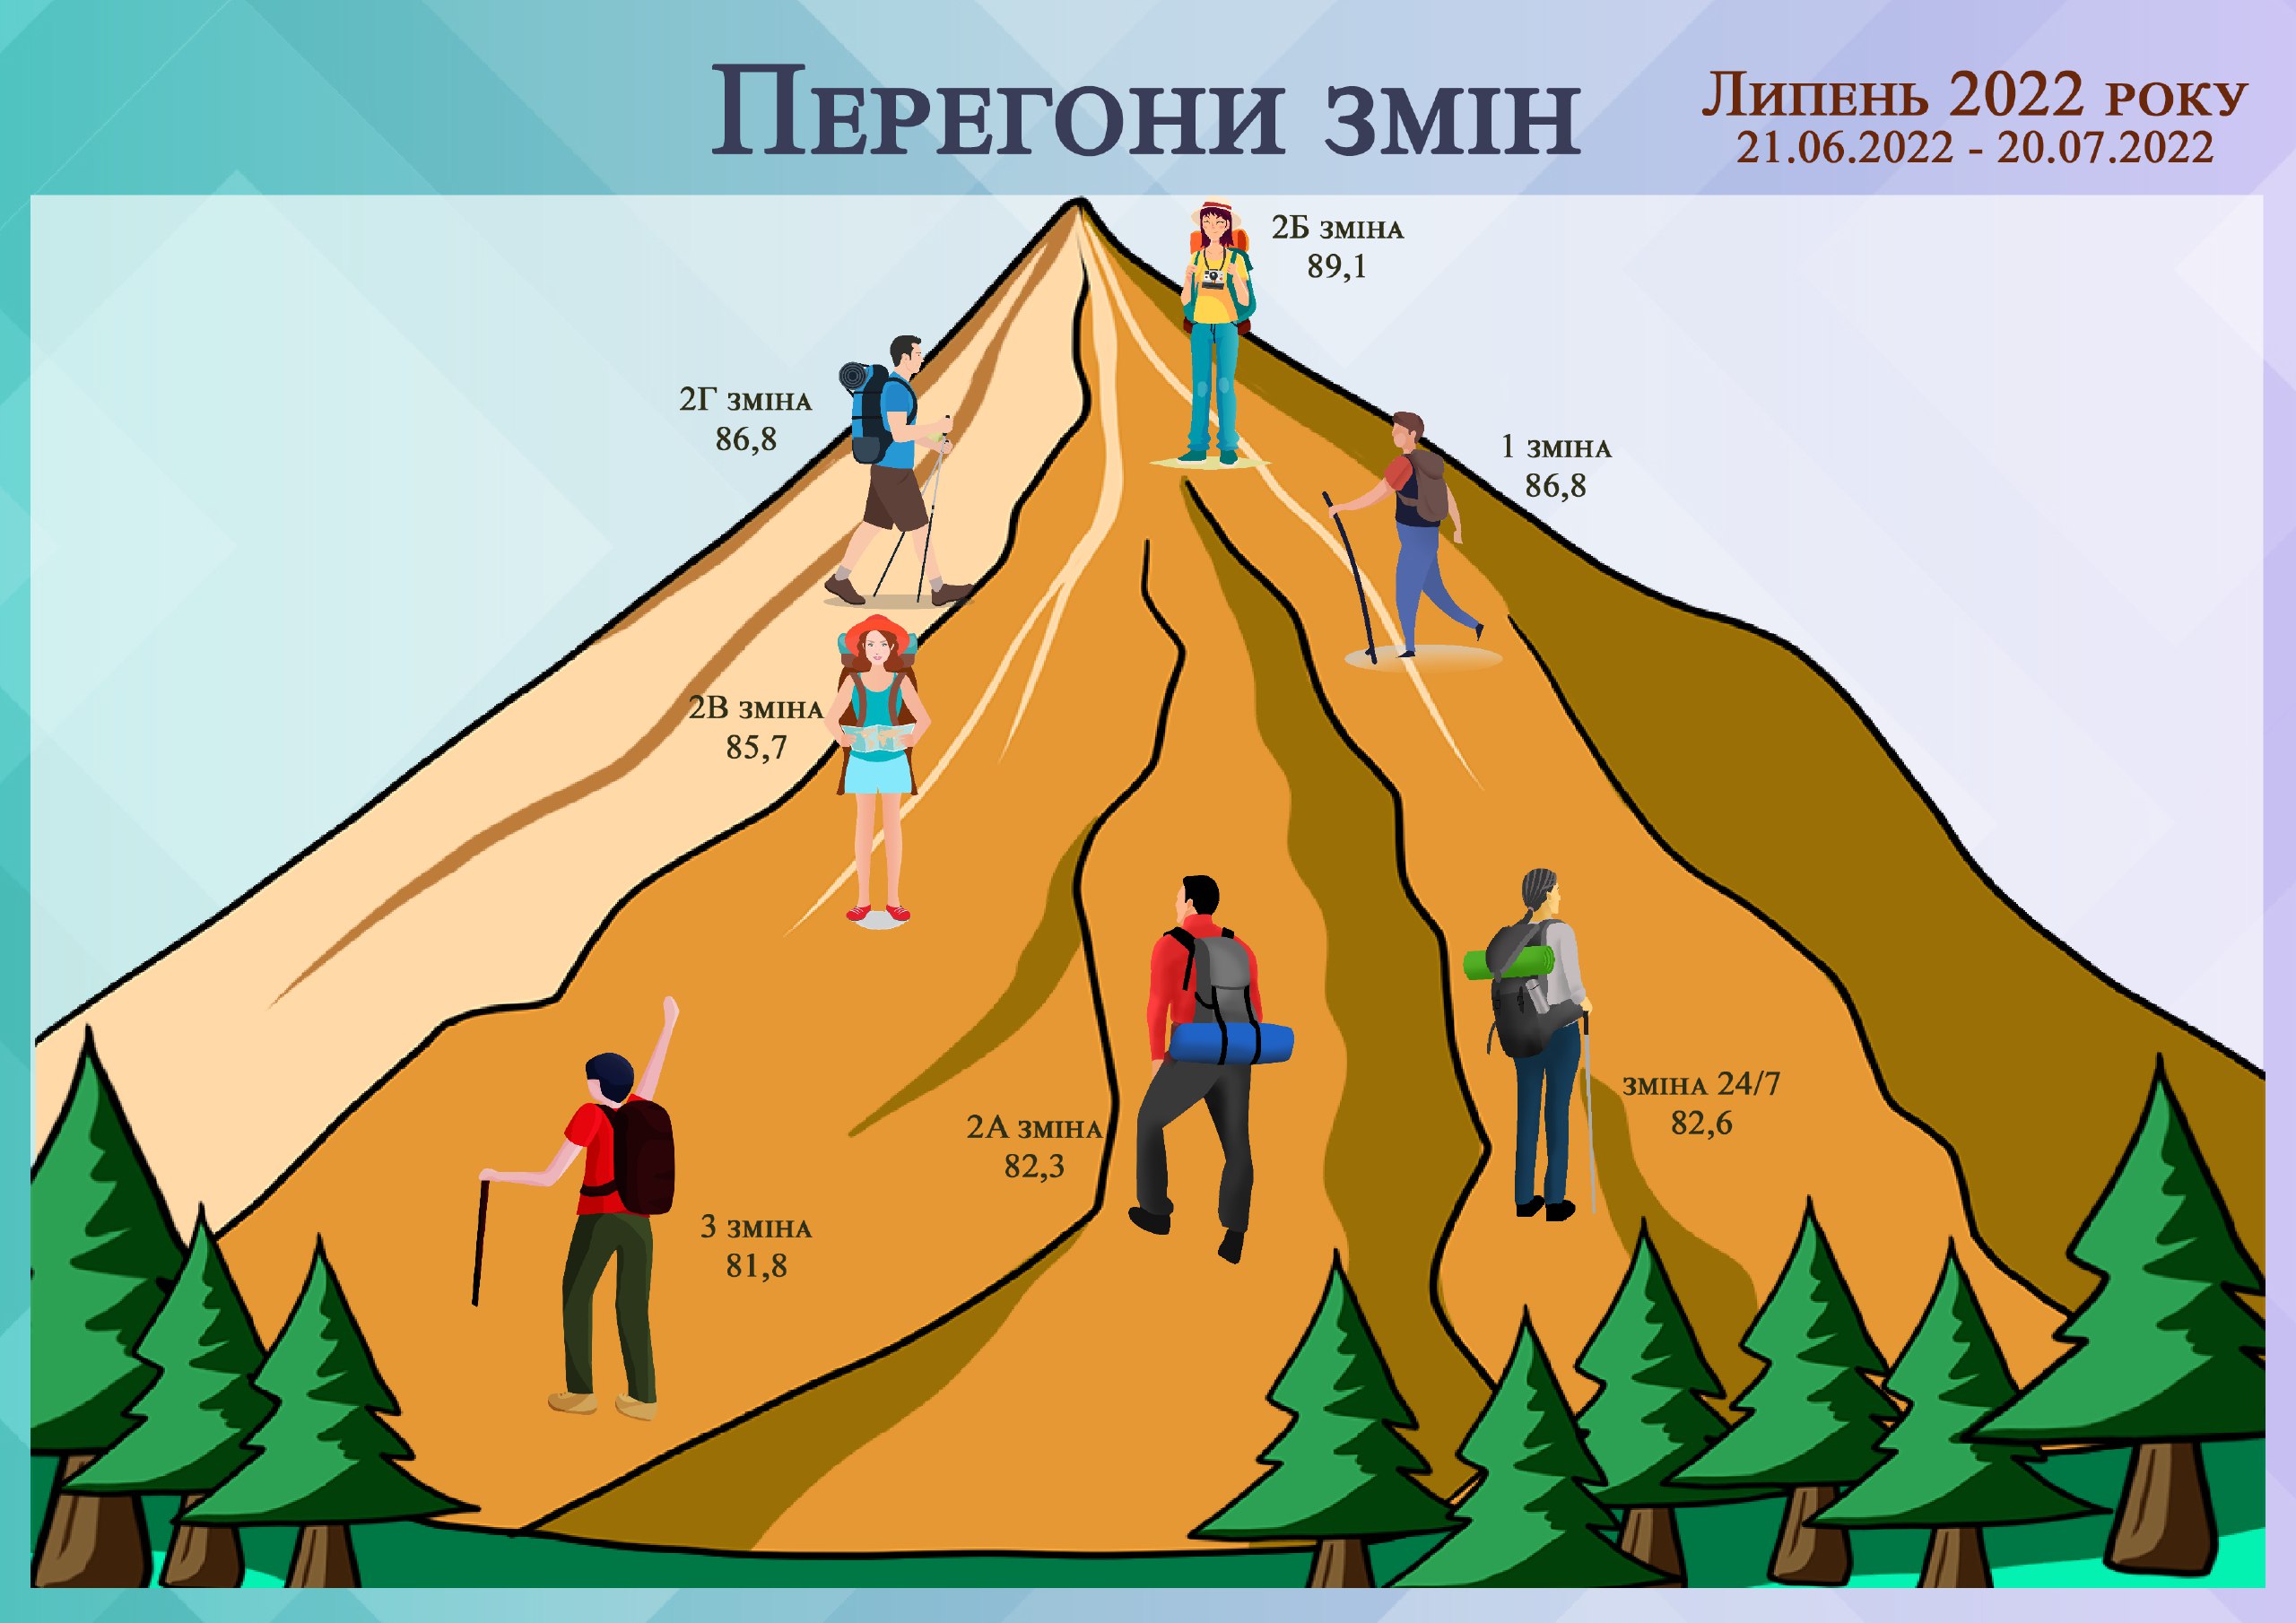 Перегони змін
Липень 2022 року
21.06.2022 - 20.07.2022
2Б зміна
89,1
2Г зміна
86,8
1 зміна
86,8
2В зміна
85,7
зміна 24/7
82,6
2А зміна
82,3
3 зміна
81,8